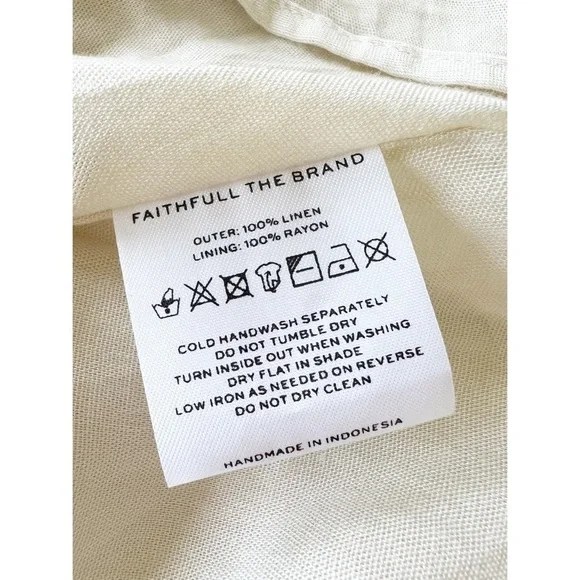 FAITHFULL THE BRAND
OUTER: 100% LINEN
LINING: 100% RAYON
COLD HANDWASH SEPARATELY
DO NOT TUMBLE DRY
TURN INSIDE OUT WHEN WASHING
DRY FLAT IN SHADE
LOW IRON AS NEEDED ON REVERSE
DO NOT DRY CLEAN
HANDMADE IN INDONESIA